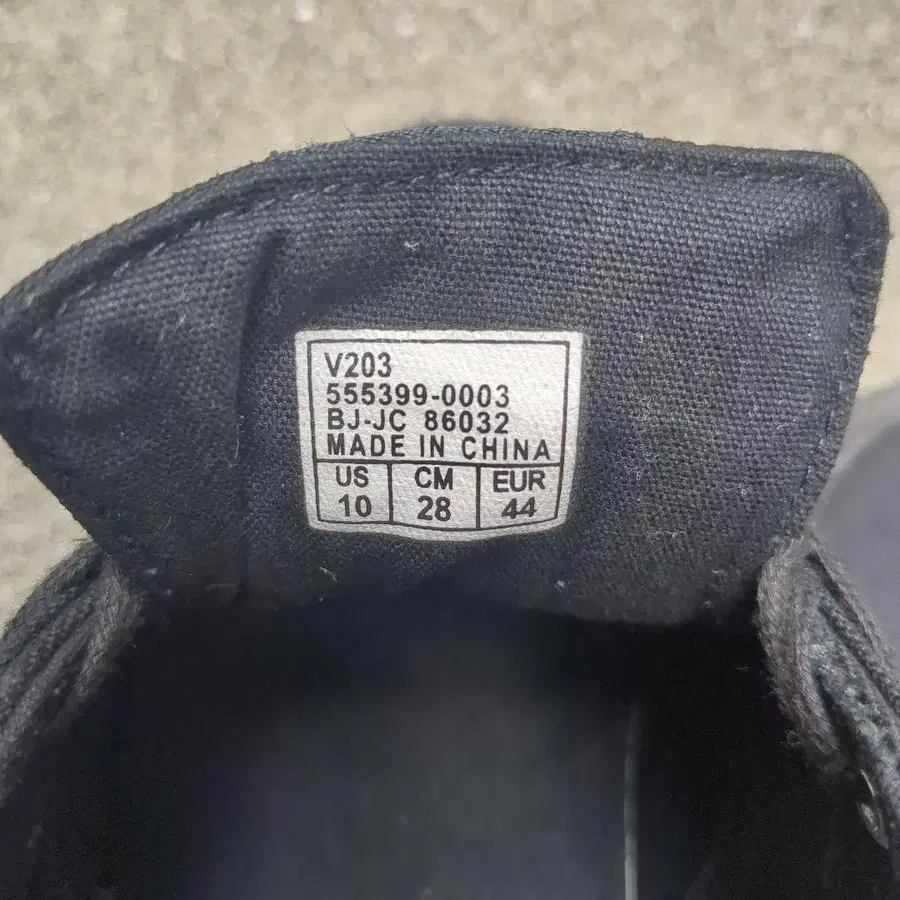 V203
555399-0003
BJ-JC 86032
MADE IN CHINA
US CM EUR
10 28 44